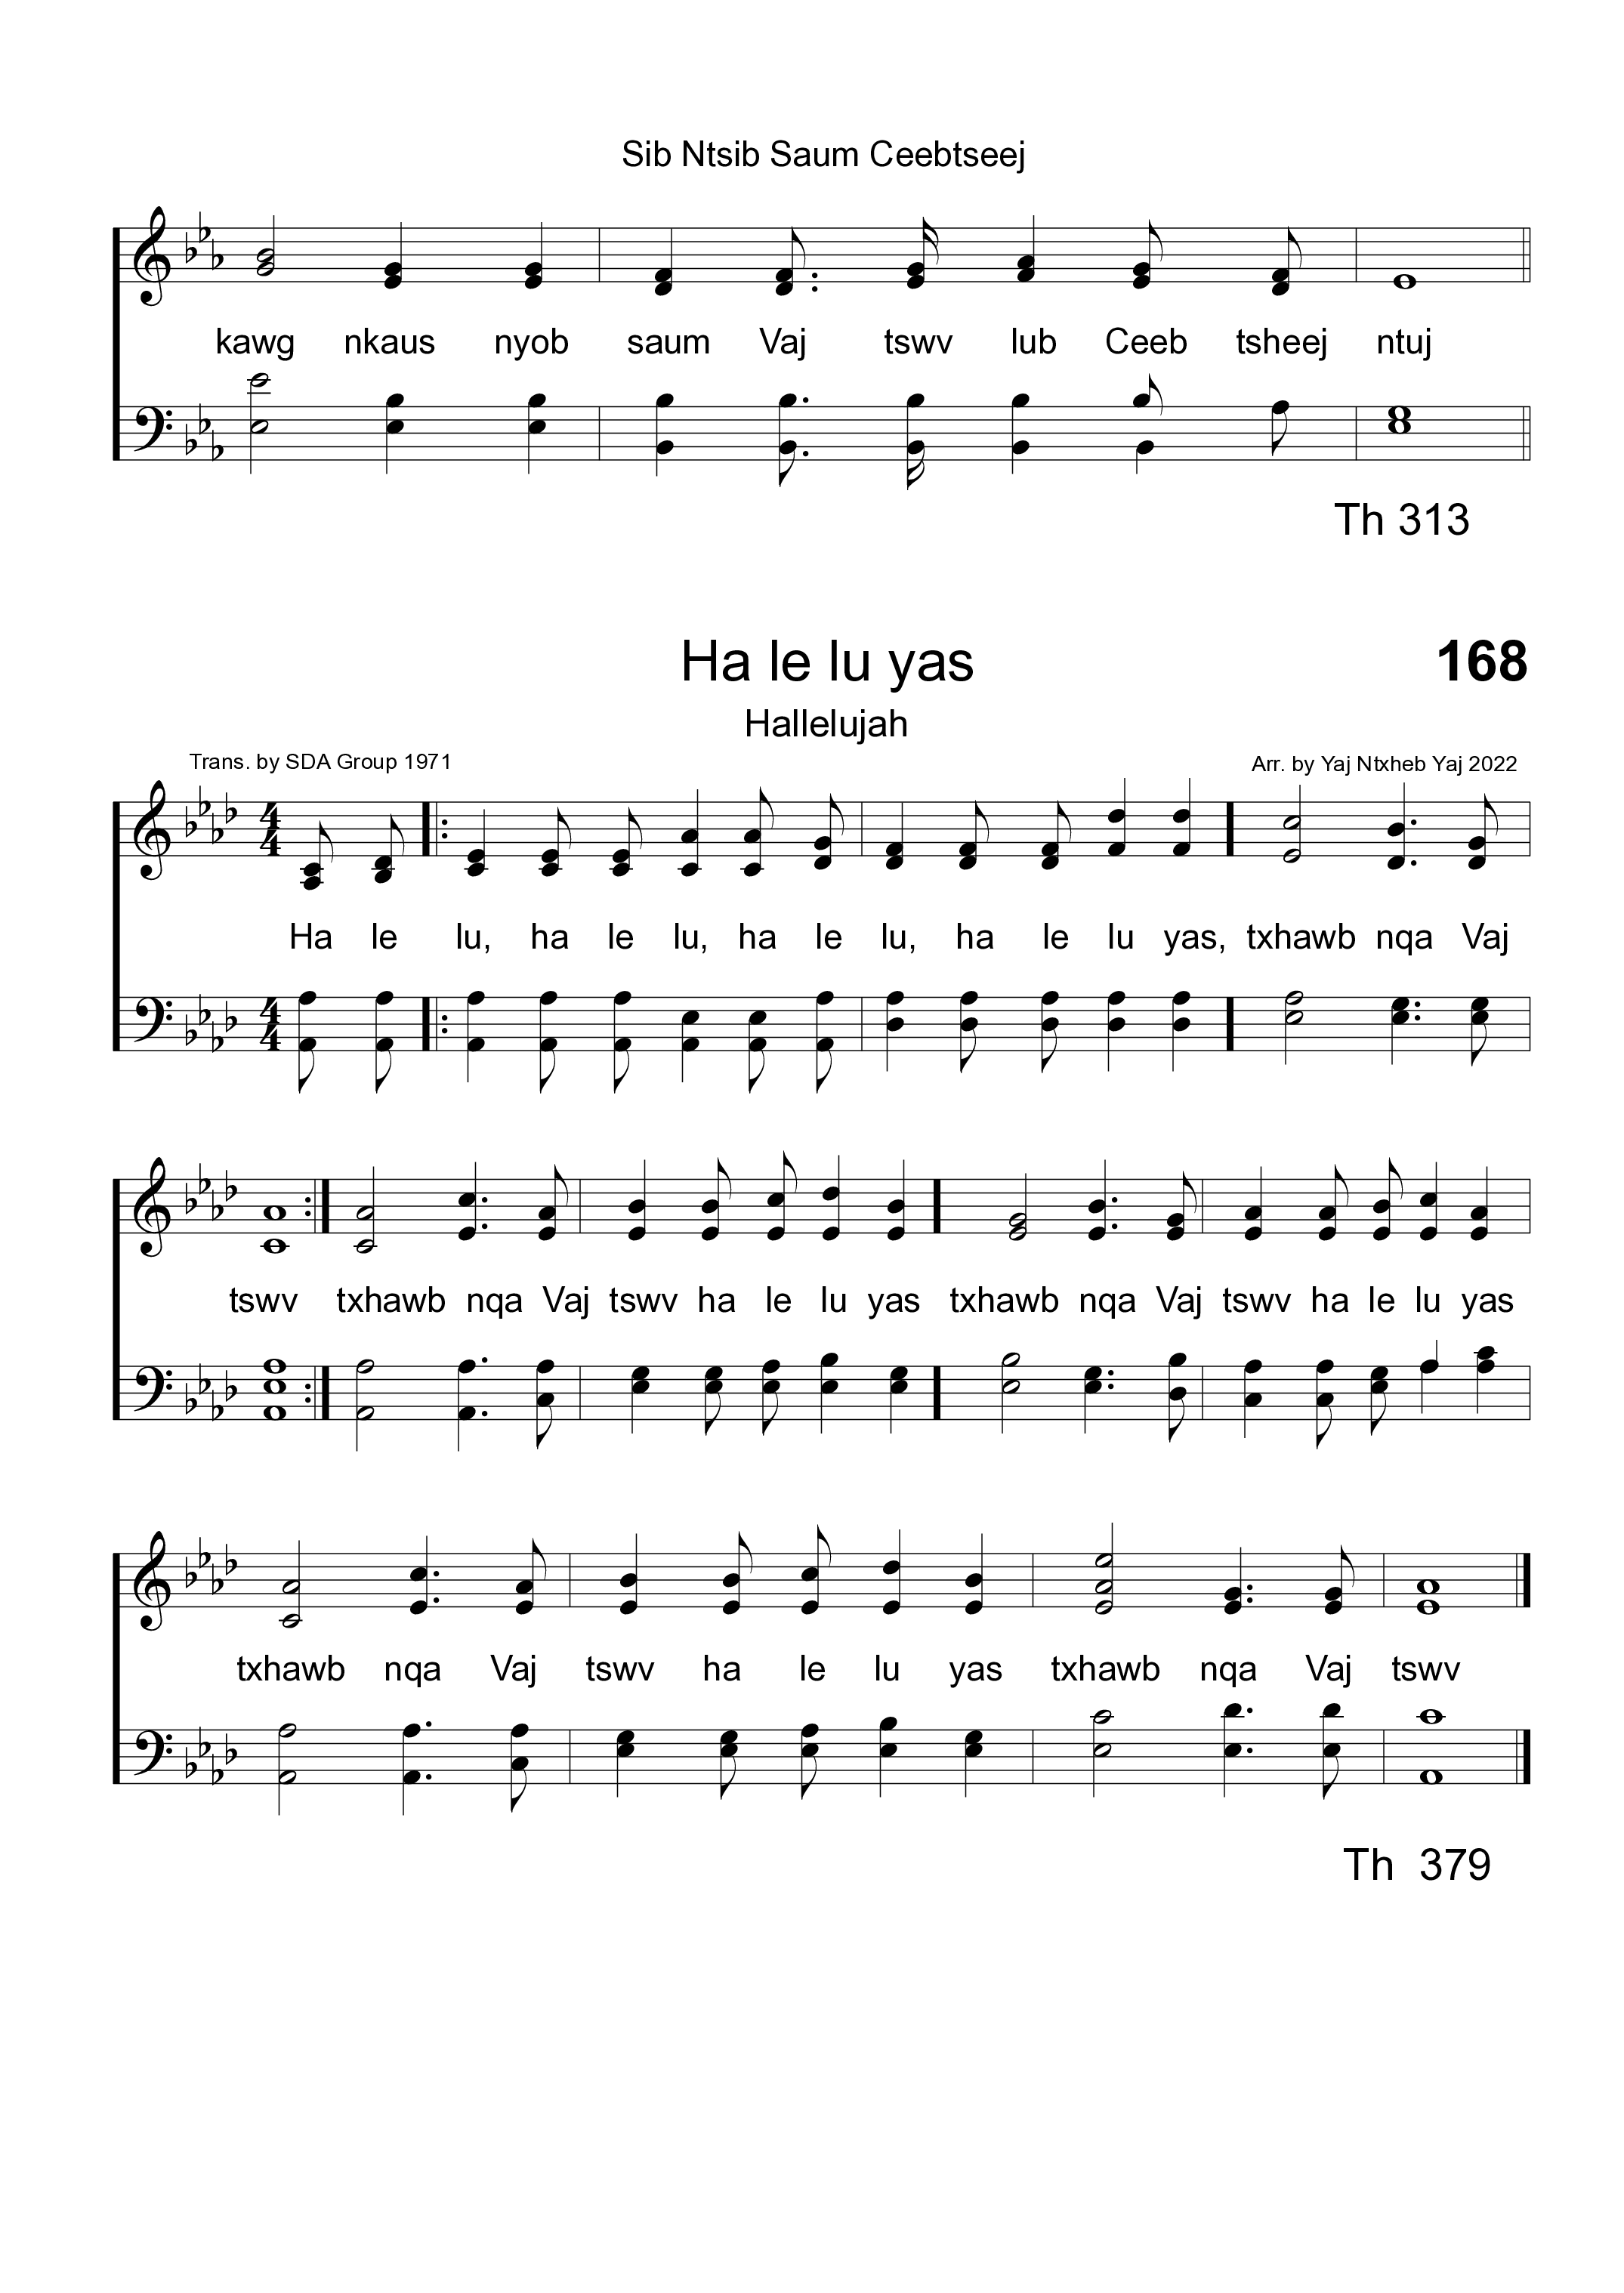 Sib Ntsib Saum Ceebtseej
kawg nkaus nyob saum Vaj tswv lub Ceeb tsheej ntuj
Th 313
Ha le lu yas 168
Hallelujah
Trans. by SDA Group 1971 Arr. by Yaj Ntxheb Yaj 2022
4 4
Ha le lu, ha le lu, ha le lu, ha le lu yas, txhawb nqa Vaj
4 4
tswv txhawb nqa Vaj tswv ha le lu yas txhawb nqa Vaj tswv ha le lu yas
txhawb nqa Vaj tswv ha le lu yas txhawb nqa Vaj tswv
Th 379